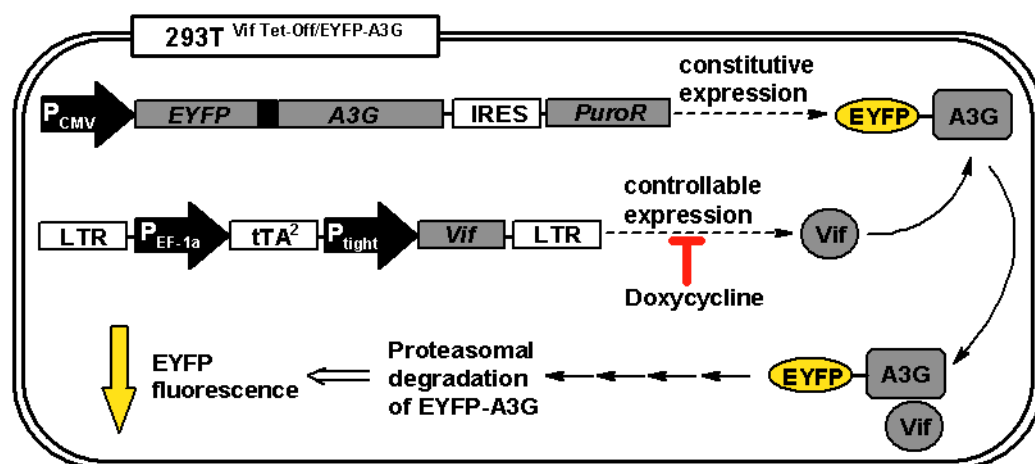 293T Vif Tet-Off/EYFP-A3G
PCMV EYFP A3G IRES PuroR
constitutive
expression
EYFP A3G
LTR PEF-1a tTA2 Ptight Vif LTR
controllable
expression
Vif
Doxycycline
EYFP
fluorescence
Proteasomal
degradation
of EYFP-A3G
EYFP A3G
Vif